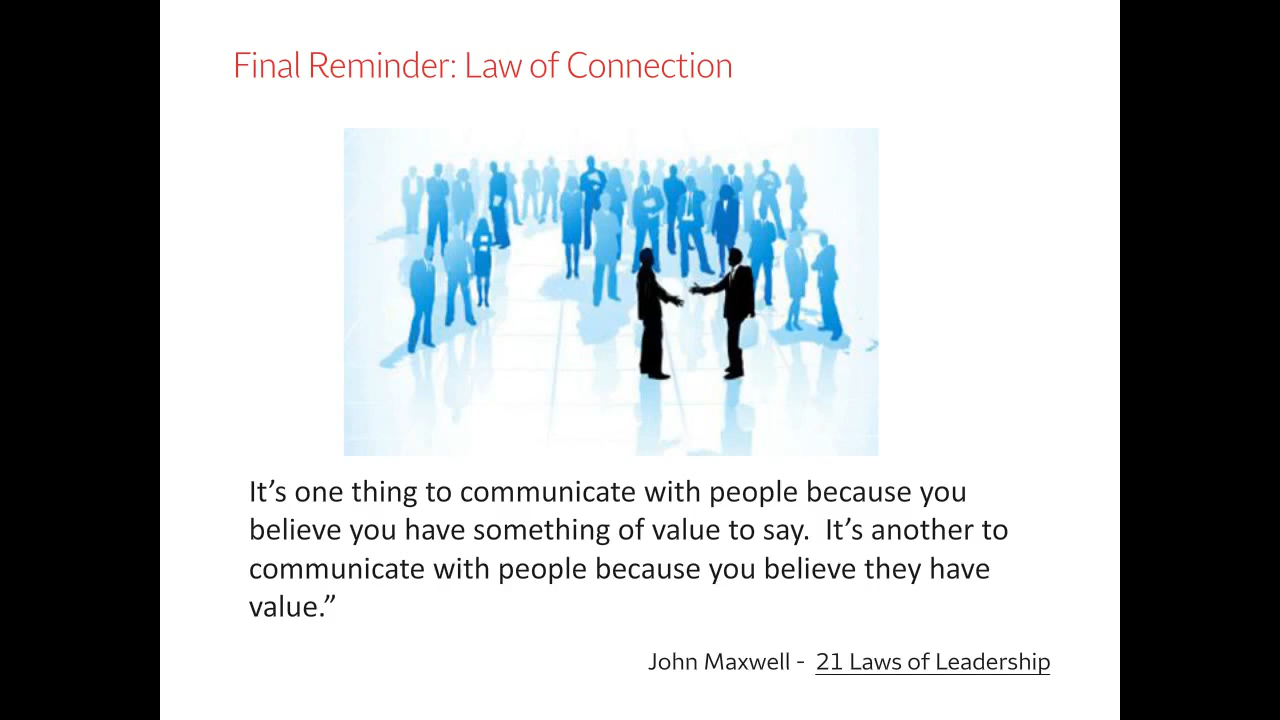 Final Reminder: Law of Connection
It’s one thing to communicate with people because you
believe you have something of value to say.  It’s another to
communicate with people because you believe they have
value.”
John Maxwell -  21 Laws of Leadership